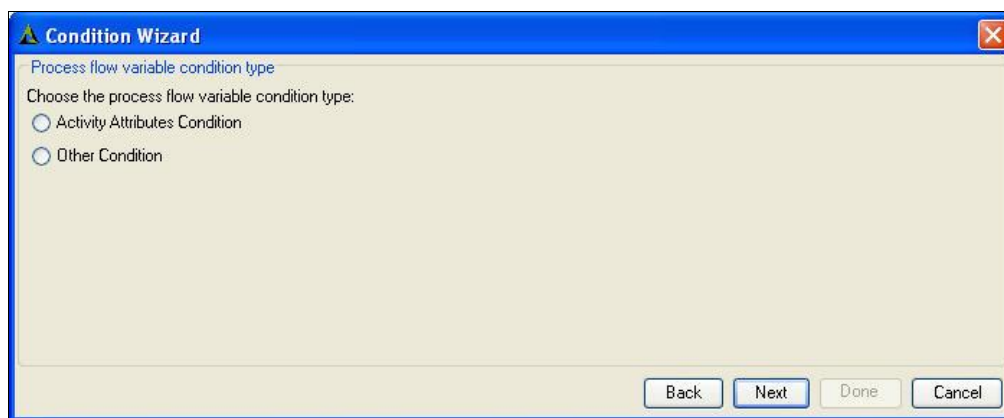 Condition Wizard
Process flow variable condition type
Choose the process flow variable condition type:
Activity Attributes Condition
Other Condition
Back Next Done Cancel